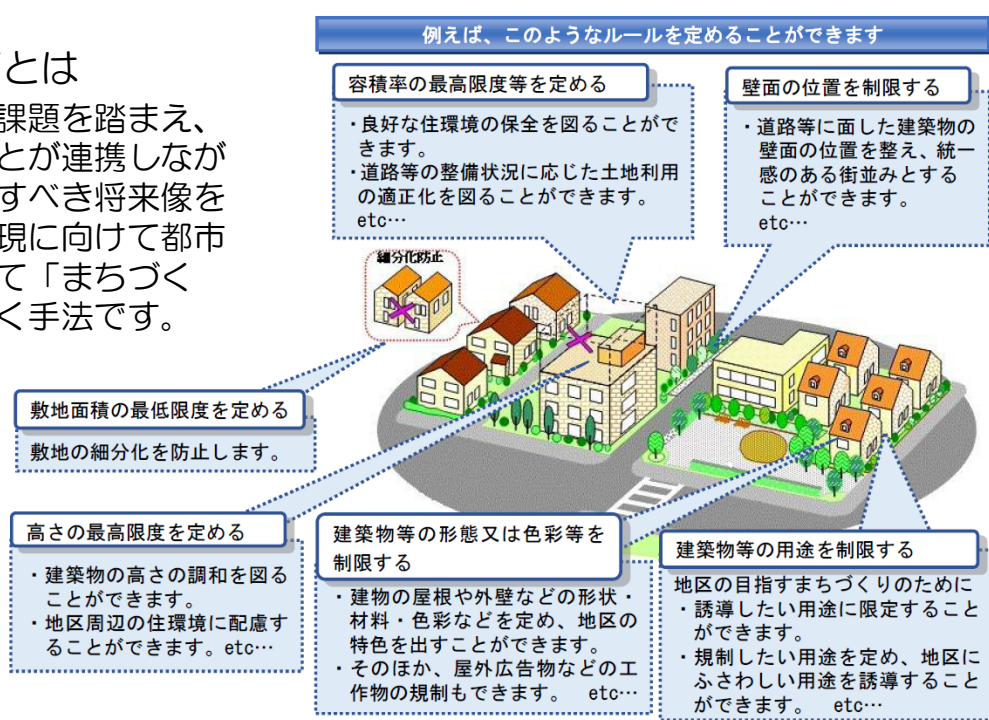 とは
課題を踏まえ、
とが連携しなが
すべき将来像を
現に向けて都市
て「まちづく
く手法です。
例えば、このようなルールを定めることができます
容積率の最高限度等を定める
・良好な住環境の保全を図ることがで
きます。
・道路等の整備状況に応じた土地利用
の適正化を図ることができます。
etc…
壁面の位置を制限する
・道路等に面した建築物の
壁面の位置を整え、統一
感のある街並みとする
ことができます。
etc…
細分化防止
敷地面積の最低限度を定める
敷地の細分化を防止します。
高さの最高限度を定める
・建築物の高さの調和を図る
ことができます。
・地区周辺の住環境に配慮す
ることができます。etc…
建築物等の形態又は色彩等を
制限する
・建物の屋根や外壁などの形状・
材料・色彩などを定め、地区の
特色を出すことができます。
・そのほか、屋外広告物などの工
作物の規制もできます。 etc…
建築物等の用途を制限する
地区の目指すまちづくりのために
・誘導したい用途に限定すること
ができます。
・規制したい用途を定め、地区に
ふさわしい用途を誘導すること
ができます。 etc…